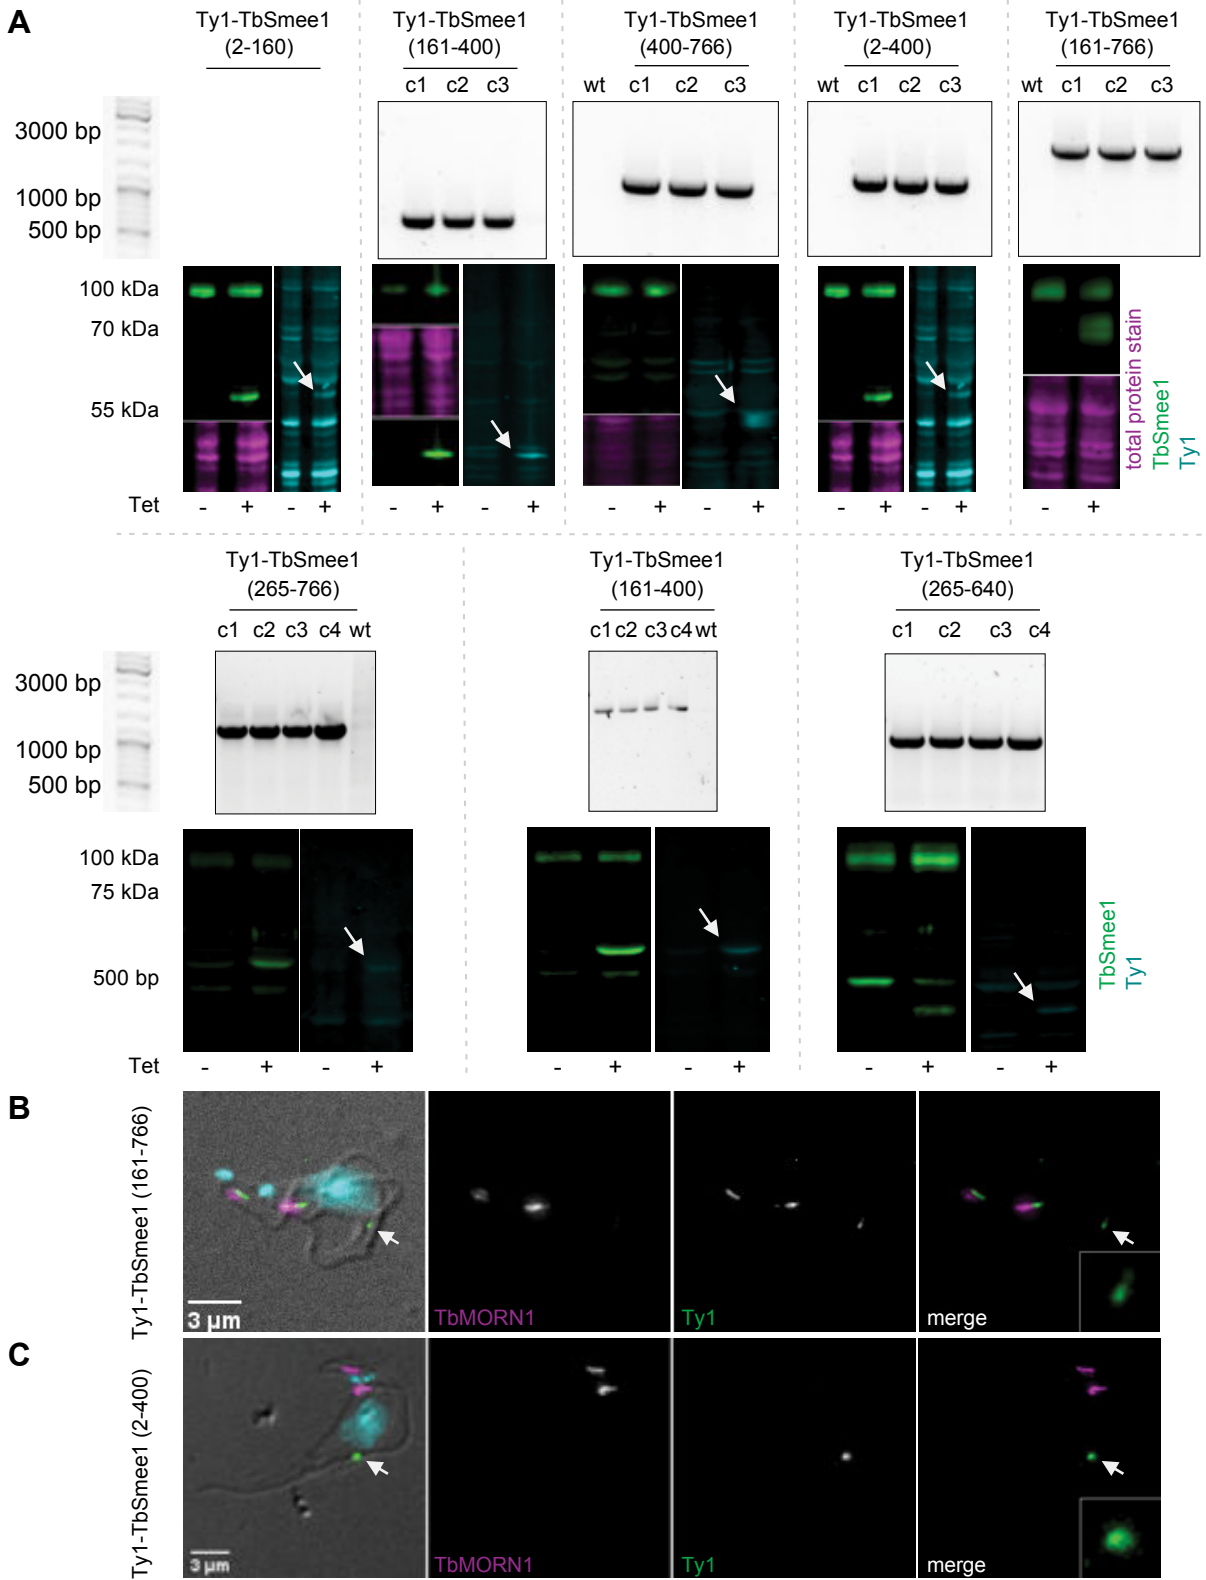 A
Ty1-TbSmee1
(2-160)
Ty1-TbSmee1
(161-400)
Ty1-TbSmee1
(400-766)
Ty1-TbSmee1
(2-400)
Ty1-TbSmee1
(161-766)
c1 c2 c3
wt c1 c2 c3
wt c1 c2 c3
wt c1 c2 c3
3000 bp
1000 bp
500 bp
100 kDa
70 kDa
55 kDa
total protein stain
TbSmee1
Ty1
Tet - + - + - + - + - + - + - + - + - +
Ty1-TbSmee1
(265-766)
Ty1-TbSmee1
(161-400)
Ty1-TbSmee1
(265-640)
c1 c2 c3 c4 wt
c1 c2 c3 c4 wt
c1 c2 c3 c4
3000 bp
1000 bp
500 bp
100 kDa
75 kDa
500 bp
TbSmee1
Ty1
Tet - + - + - + - + - + - +
B
Ty1-TbSmee1 (161-766)
3 µm
TbMORN1
Ty1
merge
C
Ty1-TbSmee1 (2-400)
3 µm
TbMORN1
Ty1
merge